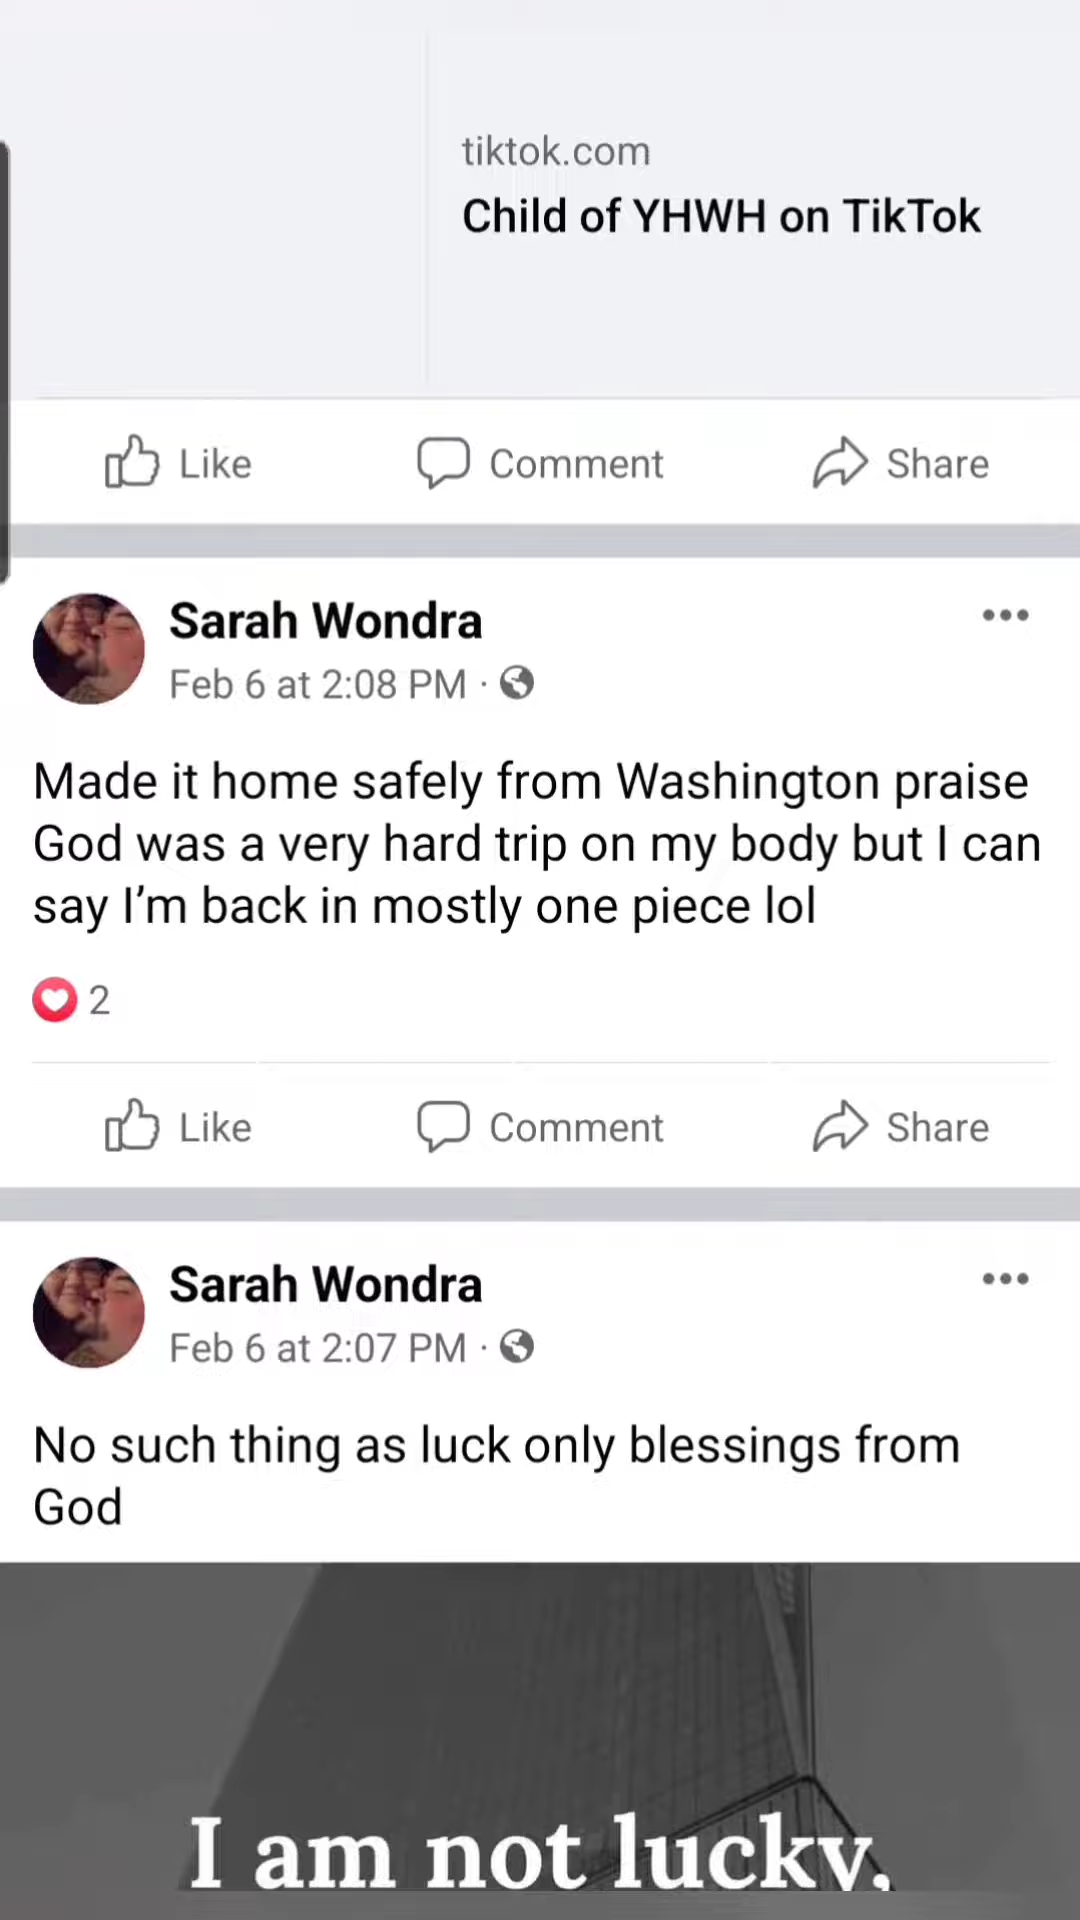 tiktok.com
Child of YHWH on TikTok
Like Comment Share
Sarah Wondra
Feb 6 at 2:08 PM ·
Made it home safely from Washington praise
God was a very hard trip on my body but I can
say I'm back in mostly one piece lol
2
Like Comment Share
Sarah Wondra
Feb 6 at 2:07 PM ·
No such thing as luck only blessings from
God
I am not lucky,